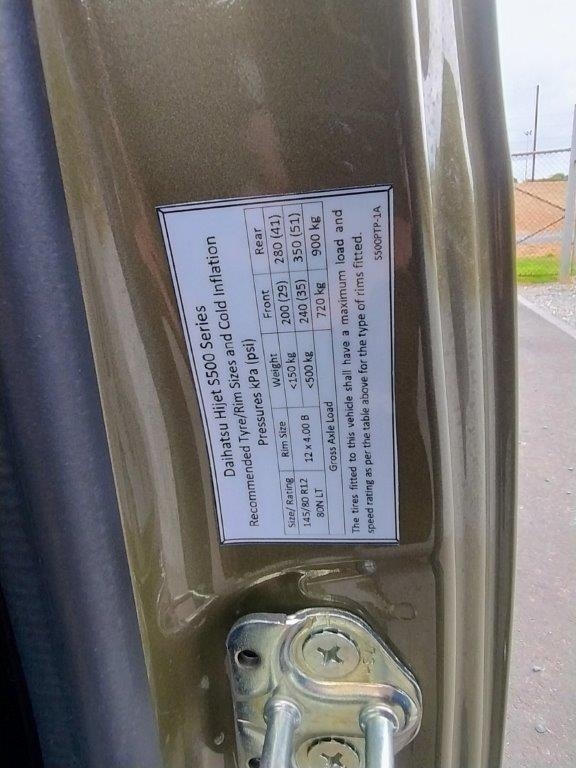 Daihatsu Hijet S500 Series
Recommended Tyre/Rim Sizes and Cold Inflation
Pressures kPa (psi)
Size/ Rating Rim Size Weight Front Rear
145/80 R12 12 x 4.00 B <150 kg 200 (29) 280 (41)
80N LT <500 kg 240 (35) 350 (51)
Gross Axle Load 720 kg 900 kg
The tires fitted to this vehicle shall have a maximum load and
speed rating as per the table above for the type of rims fitted.
S500PTP-1A